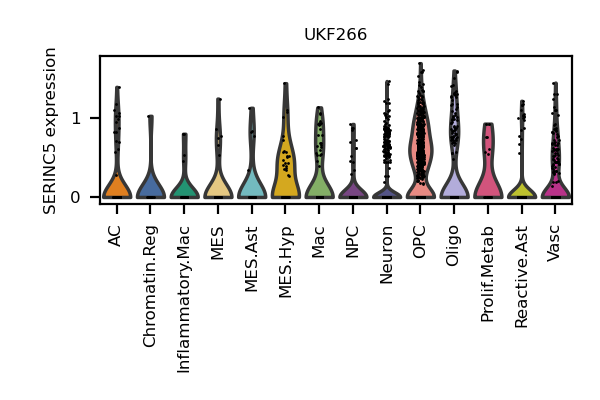 UKF266
SERINC5 expression
1
0
AC
Chromatin.Reg
Inflammatory.Mac
MES
MES.Ast
MES.Hyp
Mac
NPC
Neuron
OPC
Oligo
Prolif.Metab
Reactive.Ast
Vasc